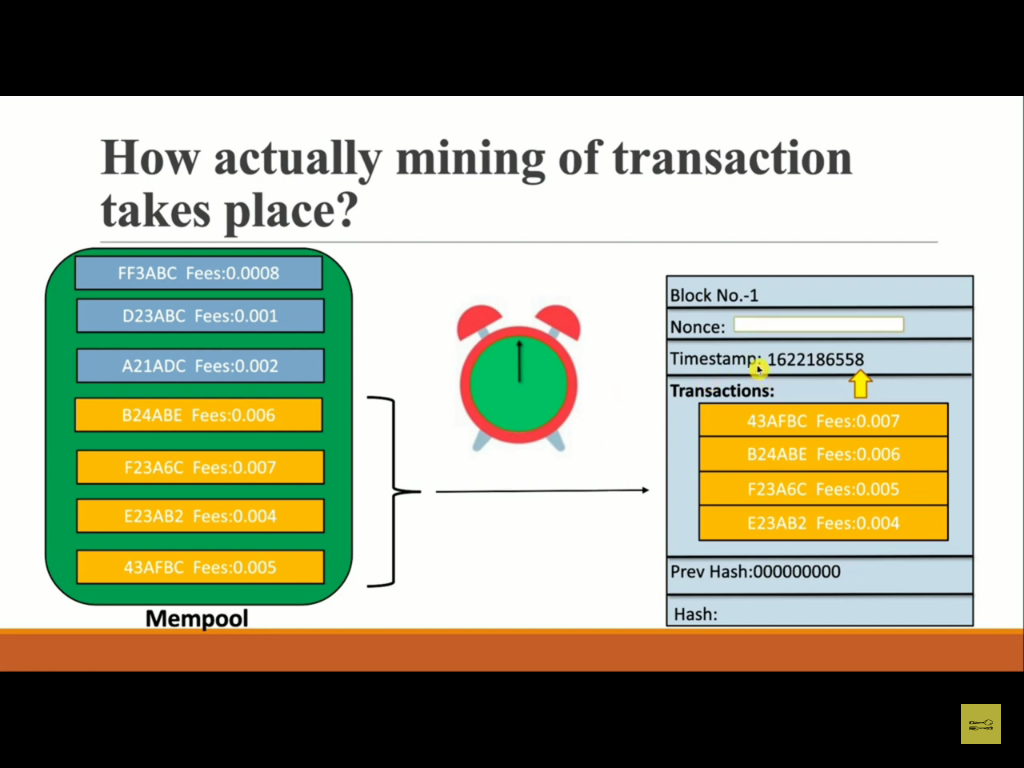 How actually mining of transaction
takes place?
FF3ABC Fees:0.0008
D23ABC Fees:0.001
A21ADC Fees:0.002
B24ABE Fees:0.006
F23A6C Fees:0.007
E23AB2 Fees:0.004
43AFBC Fees:0.005
Mempool
Block No.-1
Nonce:
Timestamp: 1622186558
Transactions:
43AFBC Fees:0.007
B24ABE Fees:0.006
F23A6C Fees:0.005
E23AB2 Fees:0.004
Prev Hash:000000000
Hash: